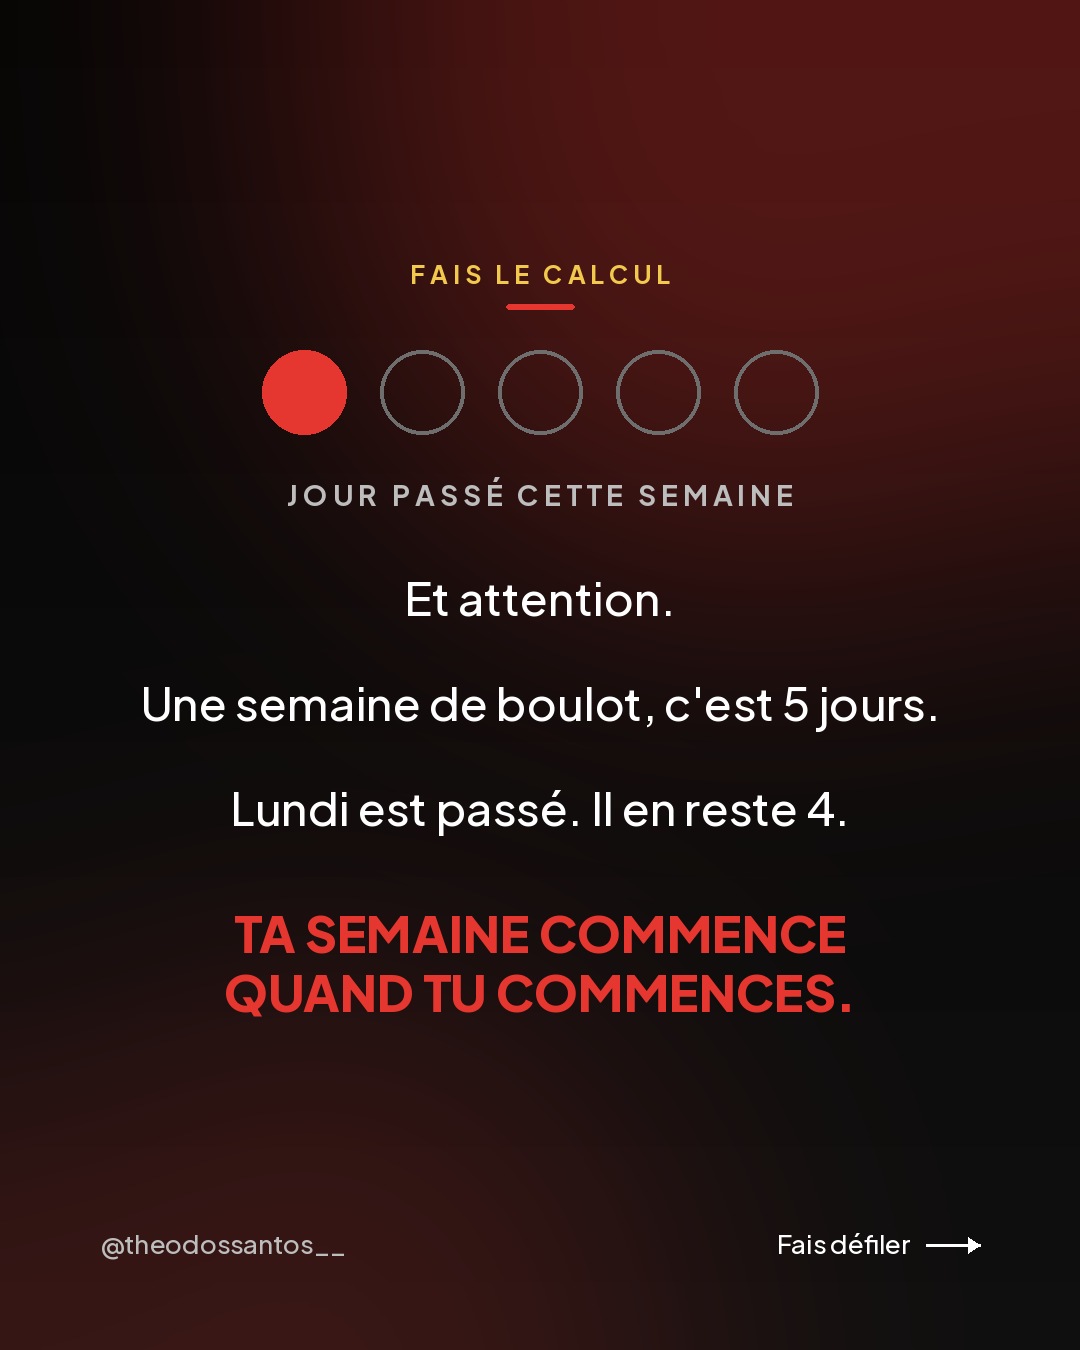 FAIS LE CALCUL
JOUR PASSÉ CETTE SEMAINE
Et attention.
Une semaine de boulot, c'est 5 jours.
Lundi est passé. Il en reste 4.
TA SEMAINE COMMENCE
QUAND TU COMMENCES.
@theodossantos__
Fais défiler